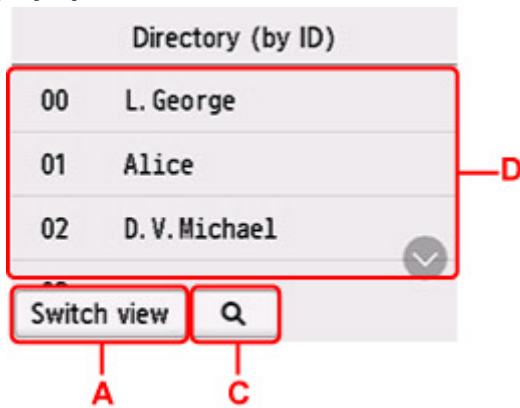 Directory (by ID)
00 L. George
01 Alice
D
02 D. V. Michael
Switch view
A
C